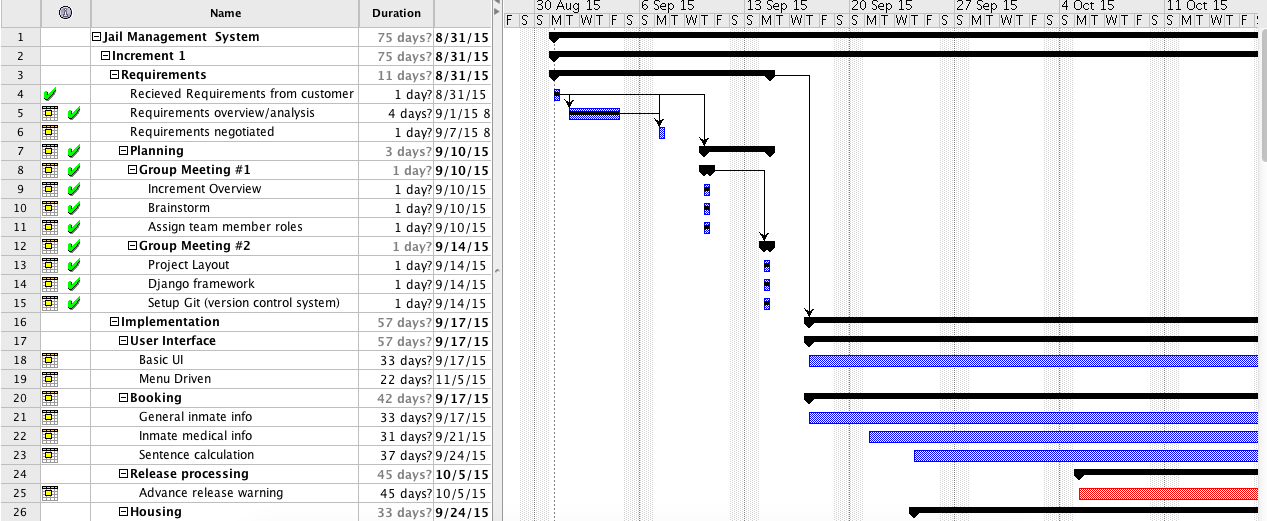 Name Duration 30 Aug 15 6 Sep 15 13 Sep 15 20 Sep 15 27 Sep 15 4 Oct 15 11 Oct 15
F S S M T W T F S S M T W T F S S M T W T F S S M T W T F S S M T W T F S S M T W T F S S M T W T F S
1 Jail Management System 75 days? 8/31/15
2 Increment 1 75 days? 8/31/15
3 Requirements 11 days? 8/31/15
4 Recieved Requirements from customer 1 day? 8/31/15
5 Requirements overview/analysis 4 days? 9/1/15 8
6 Requirements negotiated 1 day? 9/7/15 8
7 Planning 3 days? 9/10/15
8 Group Meeting #1 1 day? 9/10/15
9 Increment Overview 1 day? 9/10/15
10 Brainstorm 1 day? 9/10/15
11 Assign team member roles 1 day? 9/10/15
12 Group Meeting #2 1 day? 9/14/15
13 Project Layout 1 day? 9/14/15
14 Django framework 1 day? 9/14/15
15 Setup Git (version control system) 1 day? 9/14/15
16 Implementation 57 days? 9/17/15
17 User Interface 57 days? 9/17/15
18 Basic UI 33 days? 9/17/15
19 Menu Driven 22 days? 11/5/15
20 Booking 42 days? 9/17/15
21 General inmate info 33 days? 9/17/15
22 Inmate medical info 31 days? 9/21/15
23 Sentence calculation 37 days? 9/24/15
24 Release processing 45 days? 10/5/15
25 Advance release warning 45 days? 10/5/15
26 Housing 33 days? 9/24/15